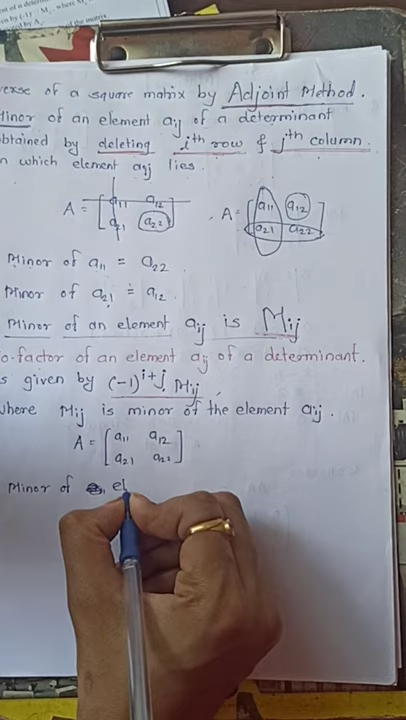 verse of a square matrix by Adjoint Method.
Minor of an element aij of a determinant
obtained by deleting ith row & jth column
n which element aij lies.
A = [ a11 a12
a21 a22 ]
, A = [ a11 a12
a21 a22 ]
Minor of a11 = a22
Minor of a21 = a12.
Minor of an element aij is Mij
o-factor of an element aij of a determinant.
s given by (-1)^i+j. Mij,
where Mij is minor of the element aij.
A = [ a11 a12
a21 a22 ]
Minor of el